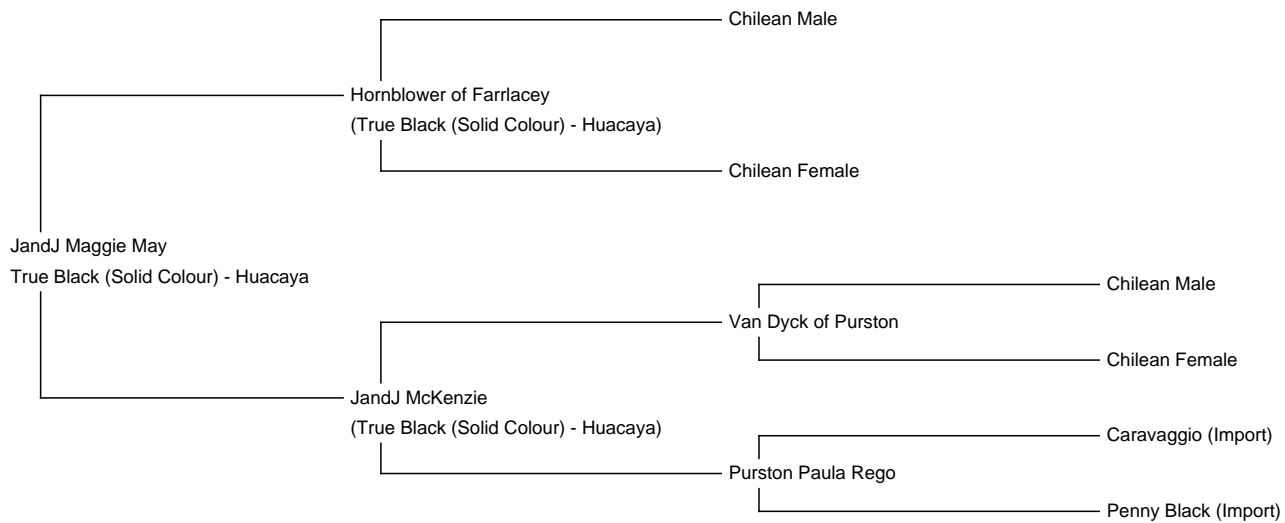 Chilean Male
Hornblower of Farrlacey
(True Black (Solid Colour) - Huacaya)
Chilean Female
JandJ Maggie May
True Black (Solid Colour) - Huacaya
Chilean Male
Van Dyck of Purston
Chilean Female
JandJ McKenzie
(True Black (Solid Colour) - Huacaya)
Caravaggio (Import)
Purston Paula Rego
Penny Black (Import)